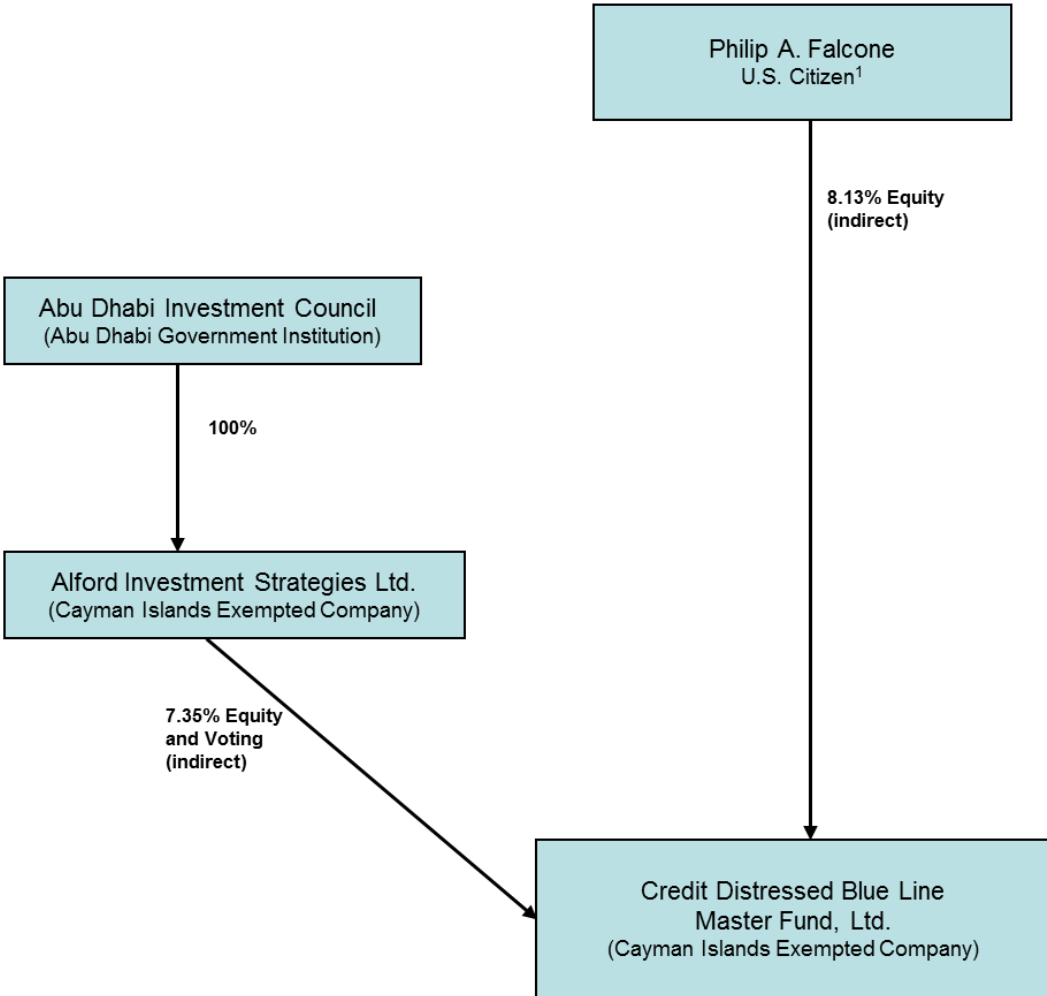 Philip A. Falcone
U.S. Citizen¹
8.13% Equity
(indirect)
Abu Dhabi Investment Council
(Abu Dhabi Government Institution)
100%
Alford Investment Strategies Ltd.
(Cayman Islands Exempted Company)
7.35% Equity
and Voting
(indirect)
Credit Distressed Blue Line
Master Fund, Ltd.
(Cayman Islands Exempted Company)